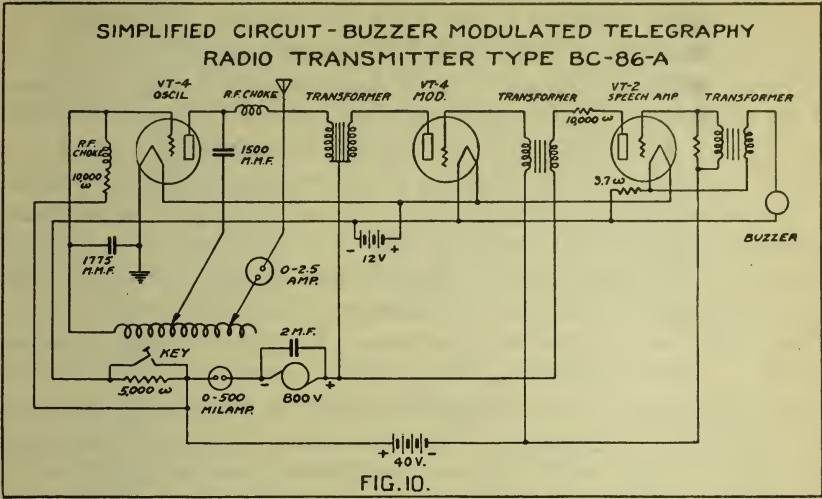 SIMPLIFIED CIRCUIT - BUZZER MODULATED TELEGRAPHY
RADIO TRANSMITTER TYPE BC-86-A
VT-4
OSCIL.
R.F. CHOKE
TRANSFORMER
VT-4
MOD.
TRANSFORMER
VT-2
SPEECH AMP
TRANSFORMER
R.F.
CHOKE
10,000
ω
1500
M.M.F.
10,000 ω
3.7 ω
BUZZER
1775
M.M.F.
- +
12 V
0-2.5
AMP.
KEY
5,000 ω
0-500
MILAMP.
2 M.F.
- +
800 V
+ -
40 V.
FIG. 10.